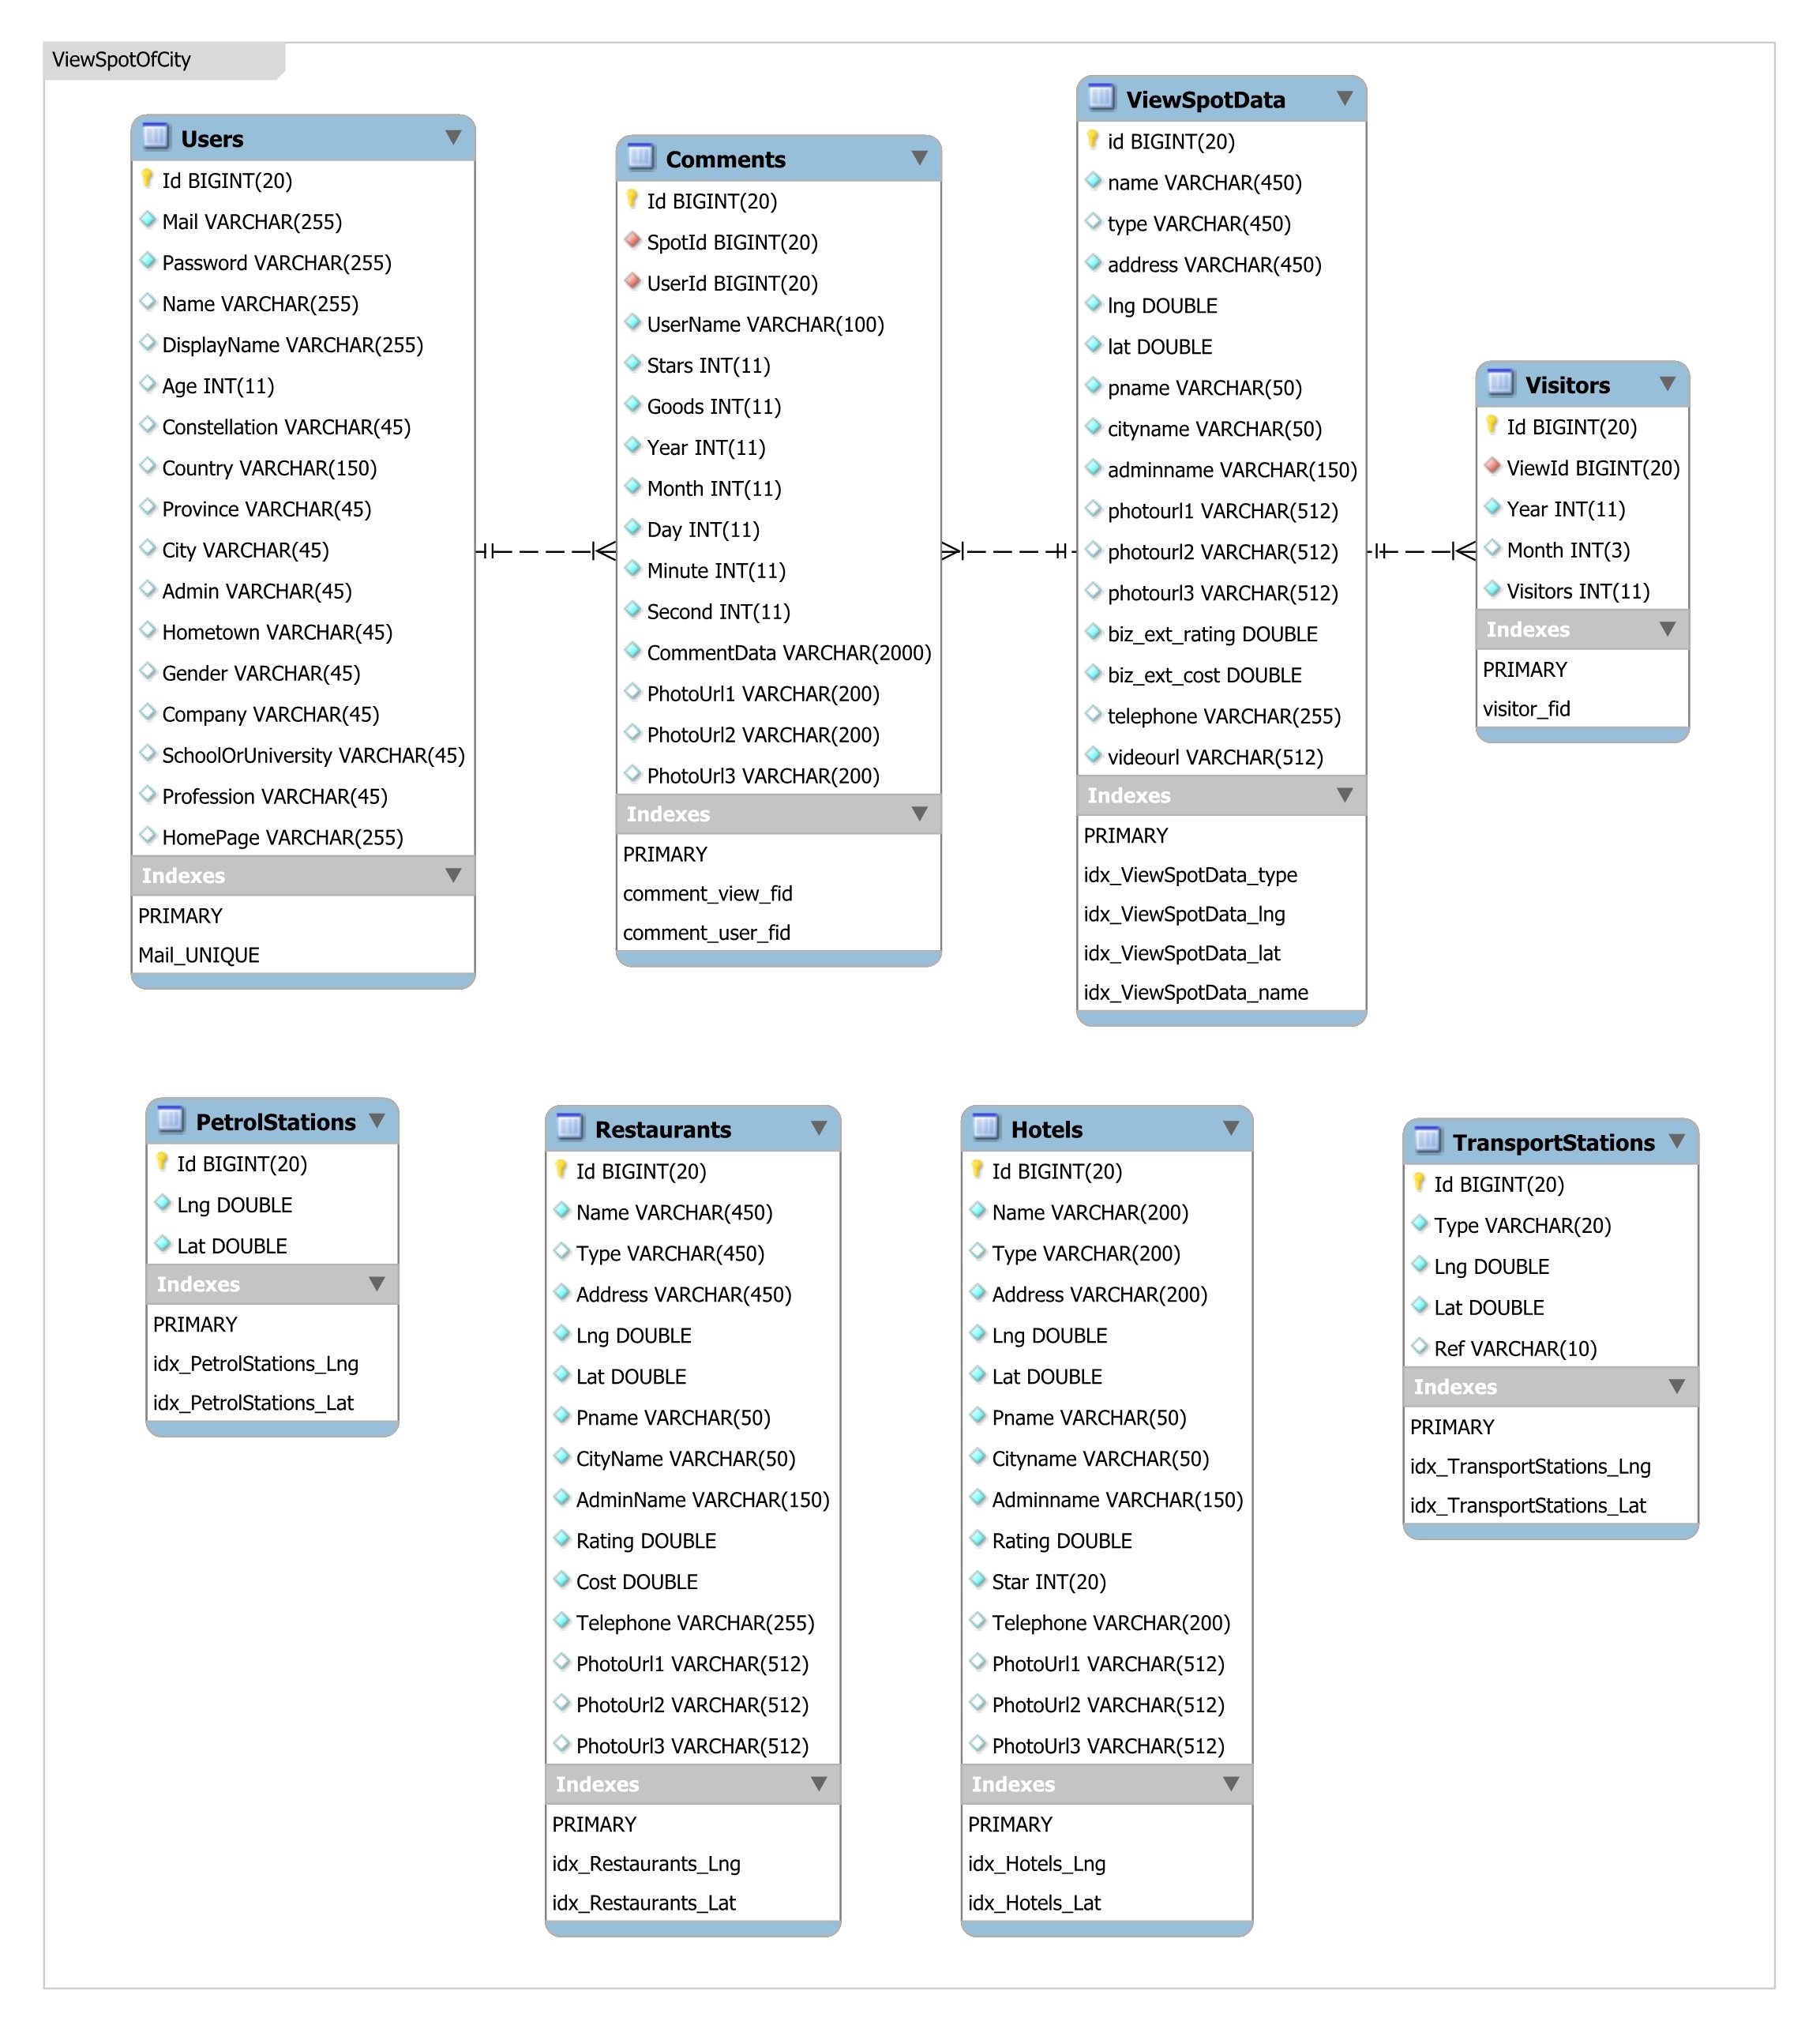 ViewSpotOfCity
Users
Id BIGINT(20)
Mail VARCHAR(255)
Password VARCHAR(255)
Name VARCHAR(255)
DisplayName VARCHAR(255)
Age INT(11)
Constellation VARCHAR(45)
Country VARCHAR(150)
Province VARCHAR(45)
City VARCHAR(45)
Admin VARCHAR(45)
Hometown VARCHAR(45)
Gender VARCHAR(45)
Company VARCHAR(45)
SchoolOrUniversity VARCHAR(45)
Profession VARCHAR(45)
HomePage VARCHAR(255)
Indexes
PRIMARY
Mail_UNIQUE
Comments
Id BIGINT(20)
SpotId BIGINT(20)
UserId BIGINT(20)
UserName VARCHAR(100)
Stars INT(11)
Goods INT(11)
Year INT(11)
Month INT(11)
Day INT(11)
Minute INT(11)
Second INT(11)
CommentData VARCHAR(2000)
PhotoUrl1 VARCHAR(200)
PhotoUrl2 VARCHAR(200)
PhotoUrl3 VARCHAR(200)
Indexes
PRIMARY
comment_view_fid
comment_user_fid
ViewSpotData
id BIGINT(20)
name VARCHAR(450)
type VARCHAR(450)
address VARCHAR(450)
lng DOUBLE
lat DOUBLE
pname VARCHAR(50)
cityname VARCHAR(50)
adminname VARCHAR(150)
photourl1 VARCHAR(512)
photourl2 VARCHAR(512)
photourl3 VARCHAR(512)
biz_ext_rating DOUBLE
biz_ext_cost DOUBLE
telephone VARCHAR(255)
videourl VARCHAR(512)
Indexes
PRIMARY
idx_ViewSpotData_type
idx_ViewSpotData_lng
idx_ViewSpotData_lat
idx_ViewSpotData_name
Visitors
Id BIGINT(20)
ViewId BIGINT(20)
Year INT(11)
Month INT(3)
Visitors INT(11)
Indexes
PRIMARY
visitor_fid
PetrolStations
Id BIGINT(20)
Lng DOUBLE
Lat DOUBLE
Indexes
PRIMARY
idx_PetrolStations_Lng
idx_PetrolStations_Lat
Restaurants
Id BIGINT(20)
Name VARCHAR(450)
Type VARCHAR(450)
Address VARCHAR(450)
Lng DOUBLE
Lat DOUBLE
Pname VARCHAR(50)
CityName VARCHAR(50)
AdminName VARCHAR(150)
Rating DOUBLE
Cost DOUBLE
Telephone VARCHAR(255)
PhotoUrl1 VARCHAR(512)
PhotoUrl2 VARCHAR(512)
PhotoUrl3 VARCHAR(512)
Indexes
PRIMARY
idx_Restaurants_Lng
idx_Restaurants_Lat
Hotels
Id BIGINT(20)
Name VARCHAR(200)
Type VARCHAR(200)
Address VARCHAR(200)
Lng DOUBLE
Lat DOUBLE
Pname VARCHAR(50)
Cityname VARCHAR(50)
Adminname VARCHAR(150)
Rating DOUBLE
Star INT(20)
Telephone VARCHAR(200)
PhotoUrl1 VARCHAR(512)
PhotoUrl2 VARCHAR(512)
PhotoUrl3 VARCHAR(512)
Indexes
PRIMARY
idx_Hotels_Lng
idx_Hotels_Lat
TransportStations
Id BIGINT(20)
Type VARCHAR(20)
Lng DOUBLE
Lat DOUBLE
Ref VARCHAR(10)
Indexes
PRIMARY
idx_TransportStations_Lng
idx_TransportStations_Lat